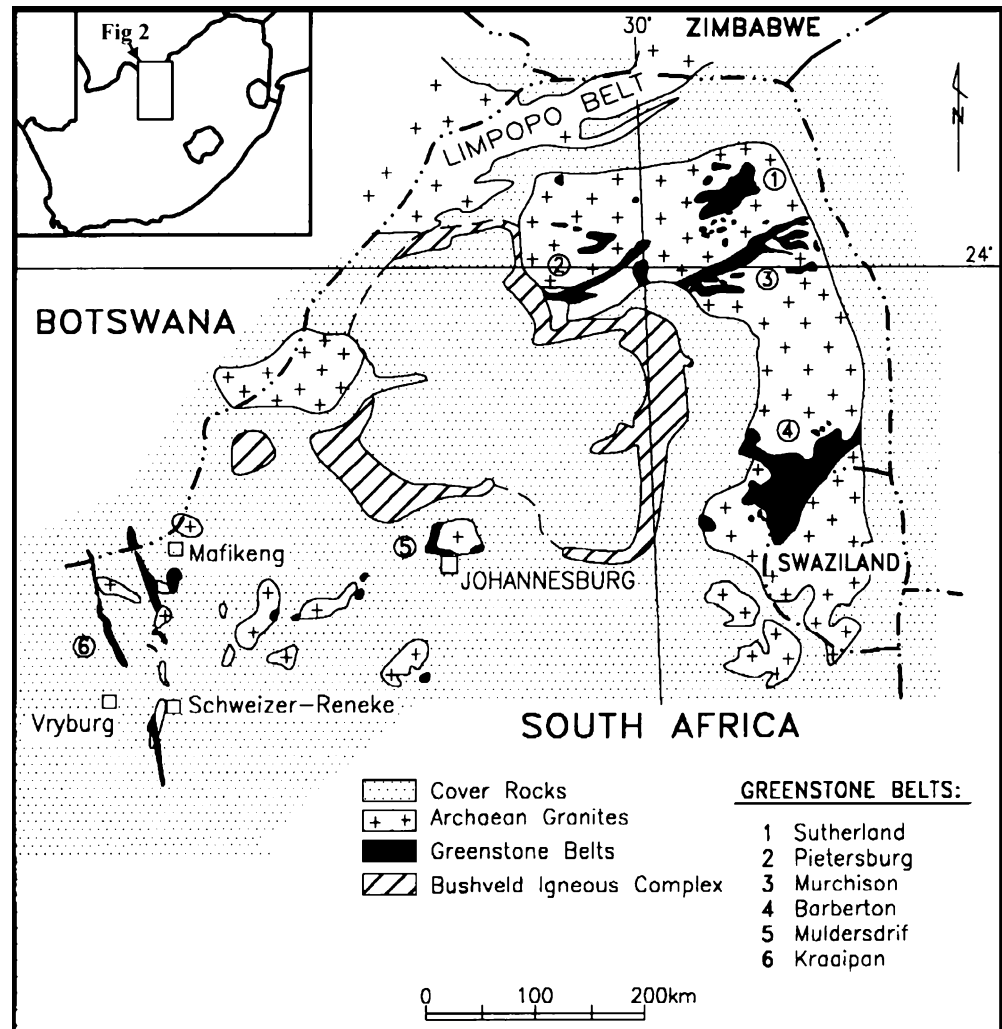 Fig 2
30°
ZIMBABWE
LIMPOPO BELT
N
1
24°
2
3
BOTSWANA
4
5
Mafikeng
JOHANNESBURG
SWAZILAND
6
Vryburg
Schweizer-Reneke
SOUTH AFRICA
Cover Rocks
Archaean Granites
Greenstone Belts
Bushveld Igneous Complex
GREENSTONE BELTS:
1 Sutherland
2 Pietersburg
3 Murchison
4 Barberton
5 Muldersdrif
6 Kraaipan
0 100 200km